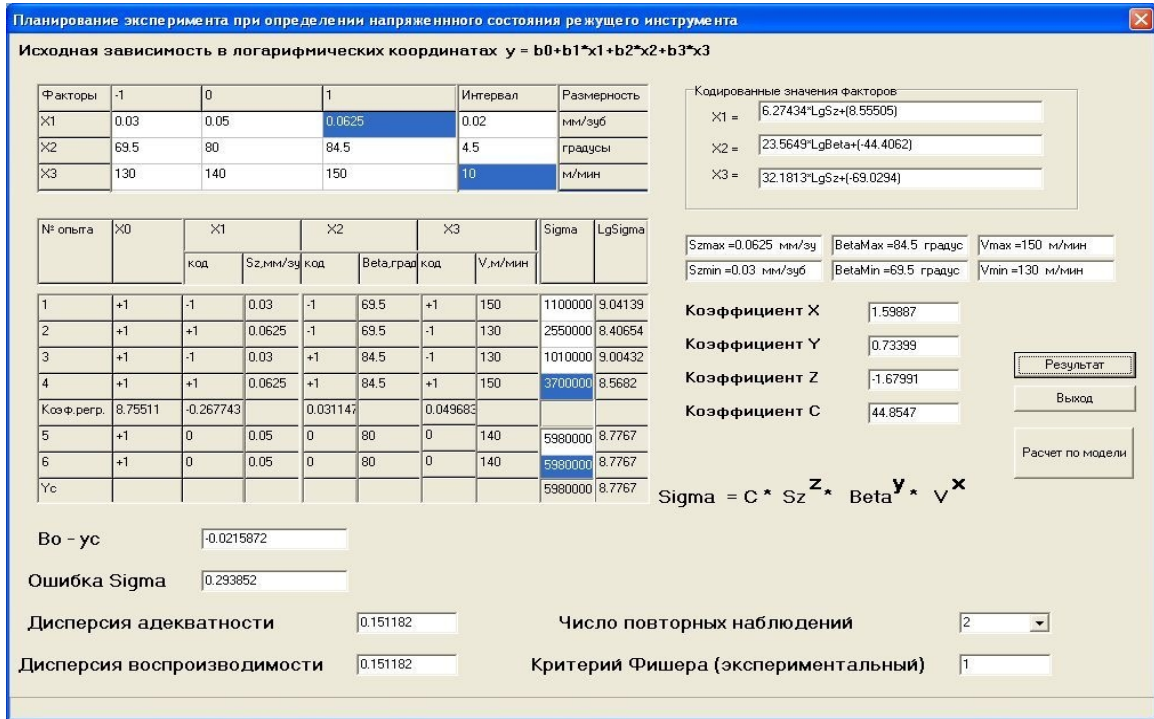 Планирование эксперимента при определении напряженнного состояния режущего инструмента
Исходная зависимость в логарифмических координатах y = b0+b1*x1+b2*x2+b3*x3
Факторы -1 0 1 Интервал Размерность
X1 0.03 0.05 0.0625 0.02 мм/зуб
X2 69.5 80 84.5 4.5 градусы
X3 130 140 150 10 м/мин
Кодированные значения факторов
X1 = 6.27434*LgSz+(8.55505)
X2 = 23.5649*LgBeta+(-44.4062)
X3 = 32.1813*LgSz+(-69.0294)
№ опыта X0 X1 X2 X3 Sigma LgSigma
код Sz,мм/зу код Beta,град код V,м/мин
1 +1 -1 0.03 -1 69.5 +1 150 1100000 9.04139
2 +1 +1 0.0625 -1 69.5 -1 130 2550000 8.40654
3 +1 -1 0.03 +1 84.5 -1 130 1010000 9.00432
4 +1 +1 0.0625 +1 84.5 +1 150 3700000 8.5682
Коэф.регр. 8.75511 -0.267743 0.031147 0.049683
5 +1 0 0.05 0 80 0 140 5980000 8.7767
6 +1 0 0.05 0 80 0 140 5980000 8.7767
Yc 5980000 8.7767
Szmax =0.0625 мм/зу BetaMax =84.5 градус Vmax =150 м/мин
Szmin =0.03 мм/зуб BetaMin =69.5 градус Vmin =130 м/мин
Коэффициент X 1.59887
Коэффициент Y 0.73399
Коэффициент Z -1.67991
Коэффициент C 44.8547
Результат
Выход
Расчет по модели
Sigma = C * Sz z * Beta y * V x
Во - ус -0.0215872
Ошибка Sigma 0.293852
Дисперсия адекватности 0.151182
Число повторных наблюдений 2
Дисперсия воспроизводимости 0.151182
Критерий Фишера (экспериментальный) 1